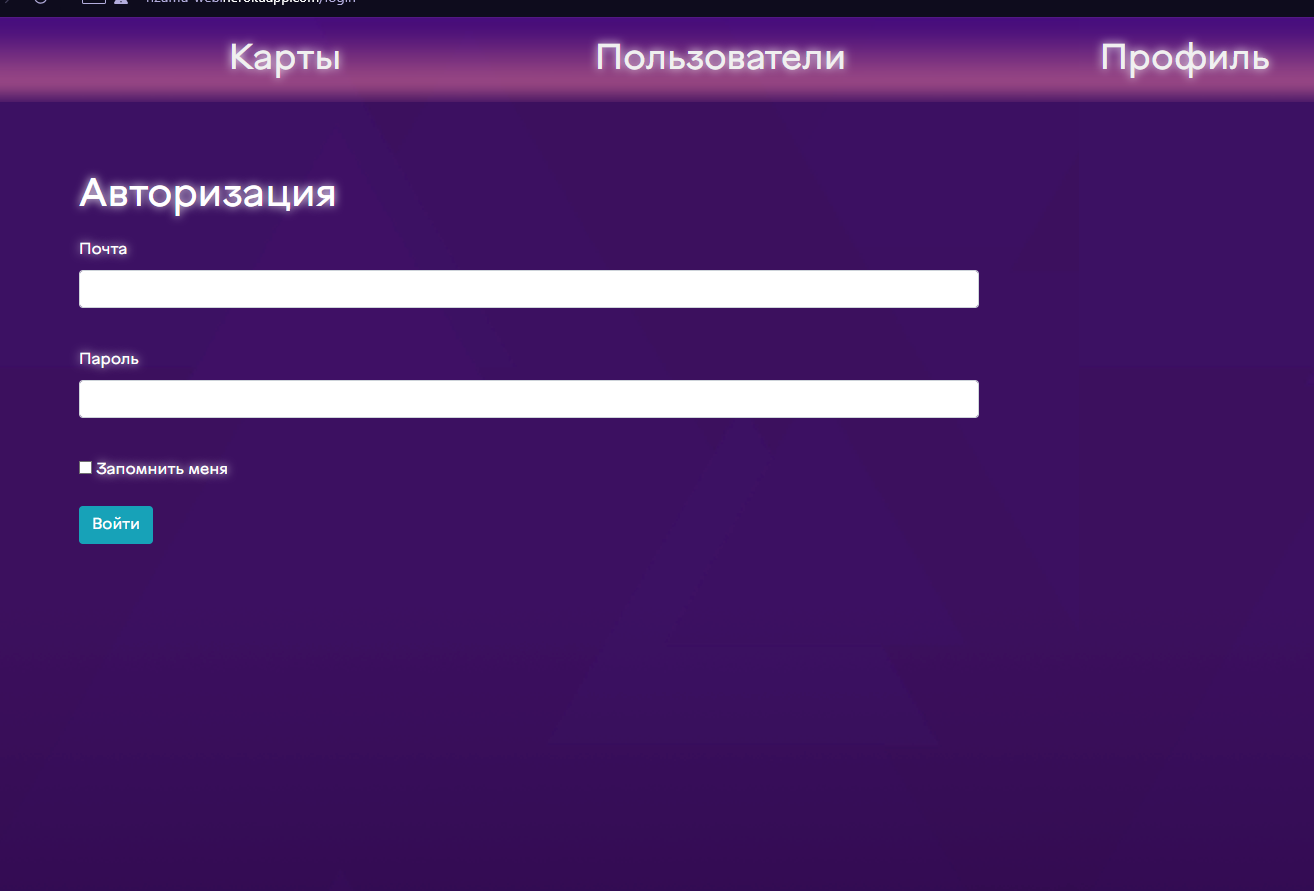 Карты Пользователи Профиль
Авторизация
Почта
Пароль
Запомнить меня
Войти